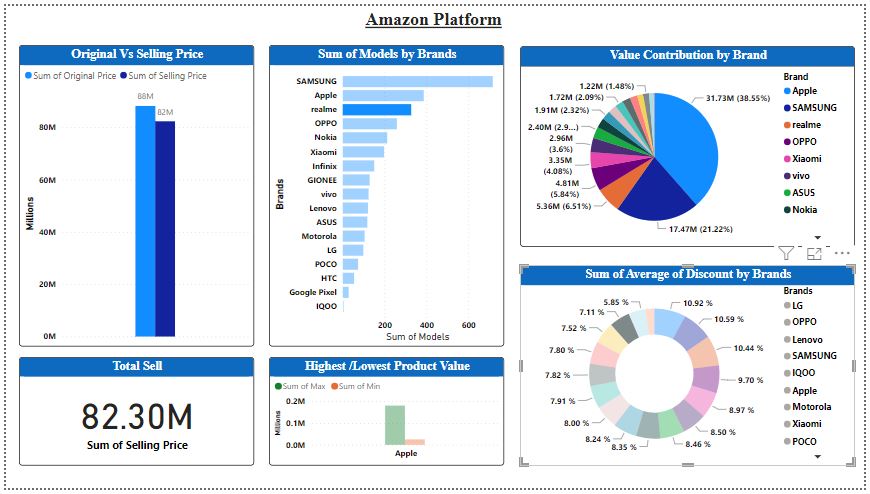 Amazon Platform
Original Vs Selling Price
Sum of Original Price Sum of Selling Price
88M
82M
80M
60M
40M
20M
0M
Millions
Sum of Models by Brands
SAMSUNG
Apple
realme
OPPO
Nokia
Xiaomi
Infinix
GIONEE
vivo
Lenovo
ASUS
Motorola
LG
POCO
HTC
Google Pixel
IQOO
Brands
200 400 600
Sum of Models
Value Contribution by Brand
1.22M (1.48%)
1.72M (2.09%)
1.91M (2.32%)
2.40M (2.9...)
2.96M
(3.6%)
3.35M
(4.08%)
4.81M
(5.84%)
5.36M (6.51%)
17.47M (21.22%)
31.73M (38.55%)
Brand
Apple
SAMSUNG
realme
OPPO
Xiaomi
vivo
ASUS
Nokia
Total Sell
82.30M
Sum of Selling Price
Highest /Lowest Product Value
Sum of Max Sum of Min
0.2M
0.1M
0.0M
Millions
Apple
Sum of Average of Discount by Brands
10.92 %
10.59 %
10.44 %
9.70 %
8.97 %
8.50 %
8.46 %
8.35 %
8.24 %
8.00 %
7.91 %
7.82 %
7.80 %
7.52 %
7.11 %
5.85 %
Brands
LG
OPPO
Lenovo
SAMSUNG
IQOO
Apple
Motorola
Xiaomi
POCO